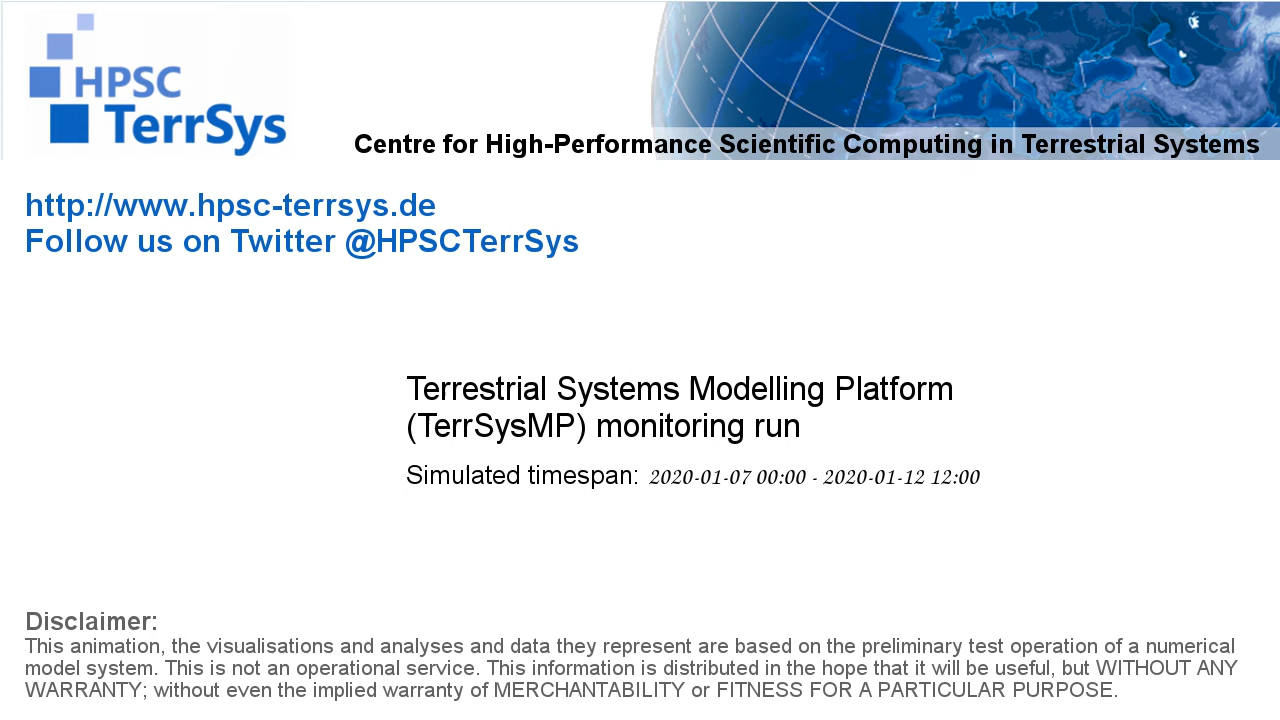 HPSC
TerrSys
Centre for High-Performance Scientific Computing in Terrestrial Systems
http://www.hpsc-terrsys.de
Follow us on Twitter @HPSCTerrSys
Terrestrial Systems Modelling Platform
(TerrSysMP) monitoring run
Simulated timespan: 2020-01-07 00:00 - 2020-01-12 12:00
Disclaimer:
This animation, the visualisations and analyses and data they represent are based on the preliminary test operation of a numerical
model system. This is not an operational service. This information is distributed in the hope that it will be useful, but WITHOUT ANY
WARRANTY; without even the implied warranty of MERCHANTABILITY or FITNESS FOR A PARTICULAR PURPOSE.